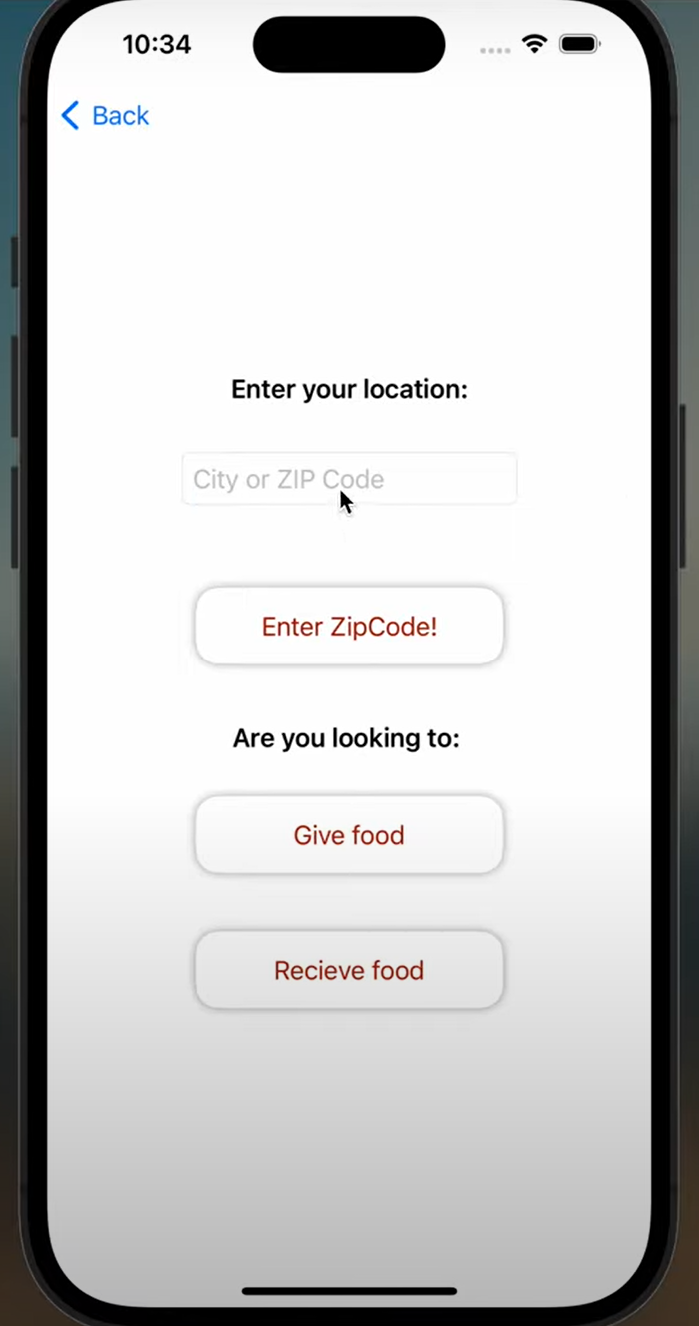 10:34
Back
Enter your location:
City or ZIP Code
Enter ZipCode!
Are you looking to:
Give food
Recieve food